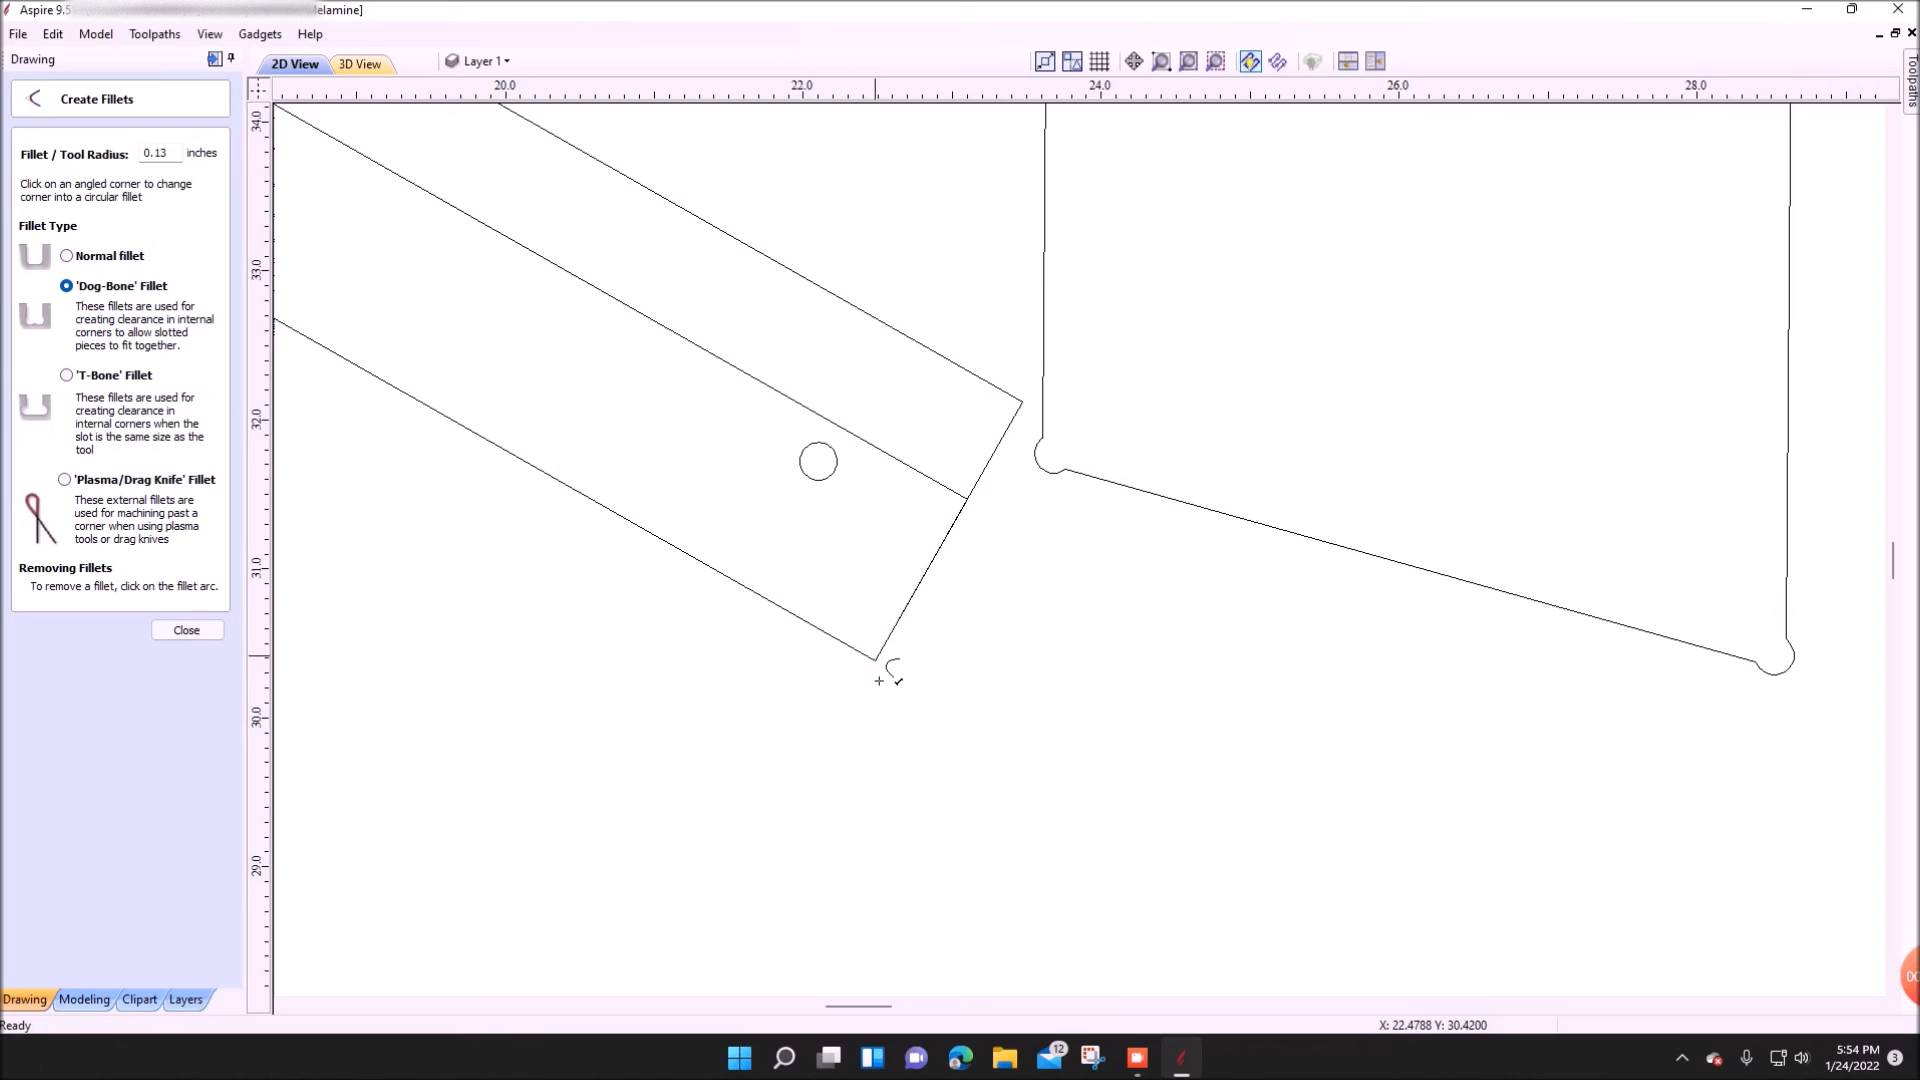 Aspire 9.5
Melamine]
File Edit Model Toolpaths View Gadgets Help
Drawing
2D View 3D View Layer 1
Toolpaths
20.0 22.0 24.0 26.0 28.0
Create Fillets
Fillet / Tool Radius: 0.13 inches
Click on an angled corner to change
corner into a circular fillet
Fillet Type
Normal fillet
'Dog-Bone' Fillet
These fillets are used for
creating clearance in internal
corners to allow slotted
pieces to fit together.
'T-Bone' Fillet
These fillets are used for
creating clearance in
internal corners when the
slot is the same size as the
tool
'Plasma/Drag Knife' Fillet
These external fillets are
used for machining past a
corner when using plasma
tools or drag knives
Removing Fillets
To remove a fillet, click on the fillet arc.
Close
34.0
33.0
32.0
31.0
30.0
29.0
00
Drawing Modeling Clipart Layers
Ready
X: 22.4788 Y: 30.4200
12
5:54 PM
1/24/2022
3